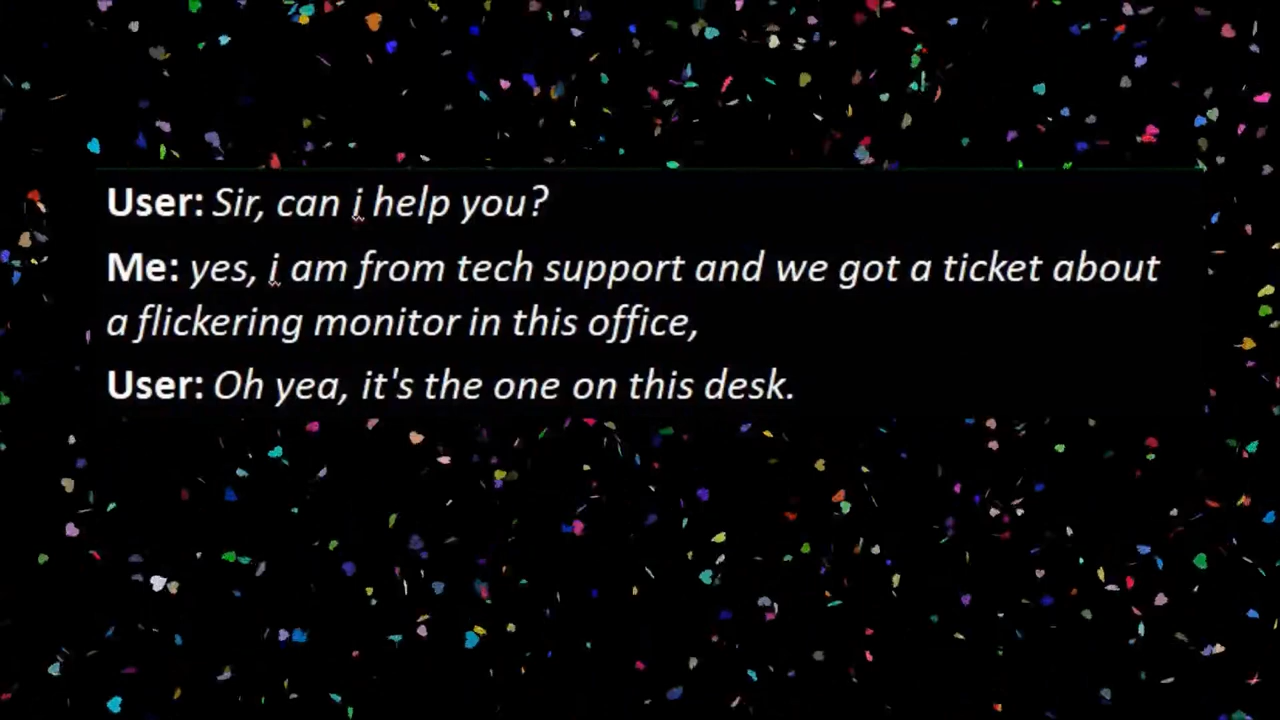 User: Sir, can i help you?
Me: yes, i am from tech support and we got a ticket about
a flickering monitor in this office,
User: Oh yea, it's the one on this desk.